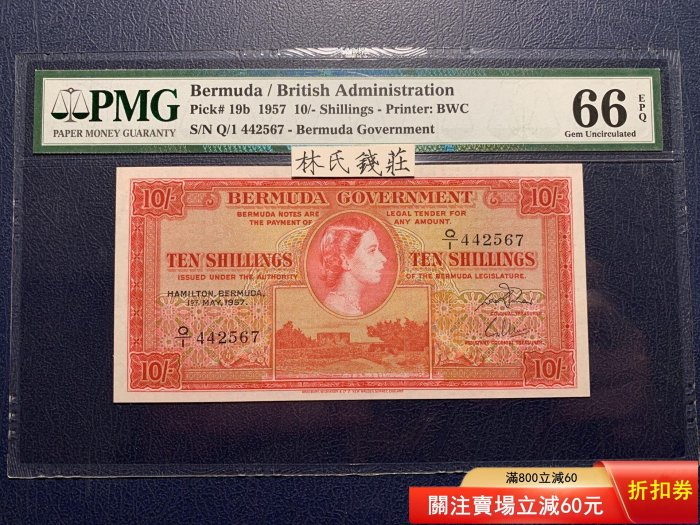 PMG
PAPER MONEY GUARANTY
Bermuda / British Administration
Pick# 19b 1957 10/- Shillings - Printer: BWC
S/N Q/1 442567 - Bermuda Government
66 EPQ
Gem Uncirculated
林氏錢莊
10/- BERMUDA GOVERNMENT 10/-
BERMUDA NOTES ARE LEGAL TENDER FOR
THE PAYMENT OF ANY AMOUNT.
Q/1 442567
TEN SHILLINGS TEN SHILLINGS
ISSUED UNDER THE AUTHORITY OF THE BERMUDA LEGISLATURE.
HAMILTON, BERMUDA,
1ST MAY, 1957.
Q/1 442567
10/- 10/-
滿800立減60
關注賣場立減60元
折扣券